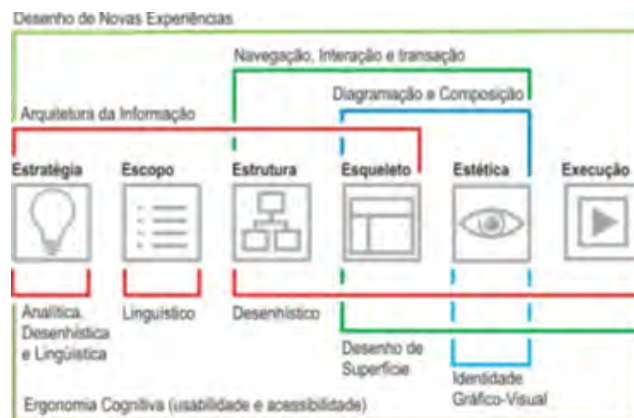 Desenho de Novas Experiências
Navegação, Interação e transação
Diagramação e Composição
Arquitetura da Informação
Estratégia Escopo Estrutura Esqueleto Estética Execução
Analítica, Linguístico Desenhístico
Desenhística
e Lingüística
Desenho de
Superfície
Identidade
Gráfico-Visual
Ergonomia Cognitiva (usabilidade e acessibilidade)